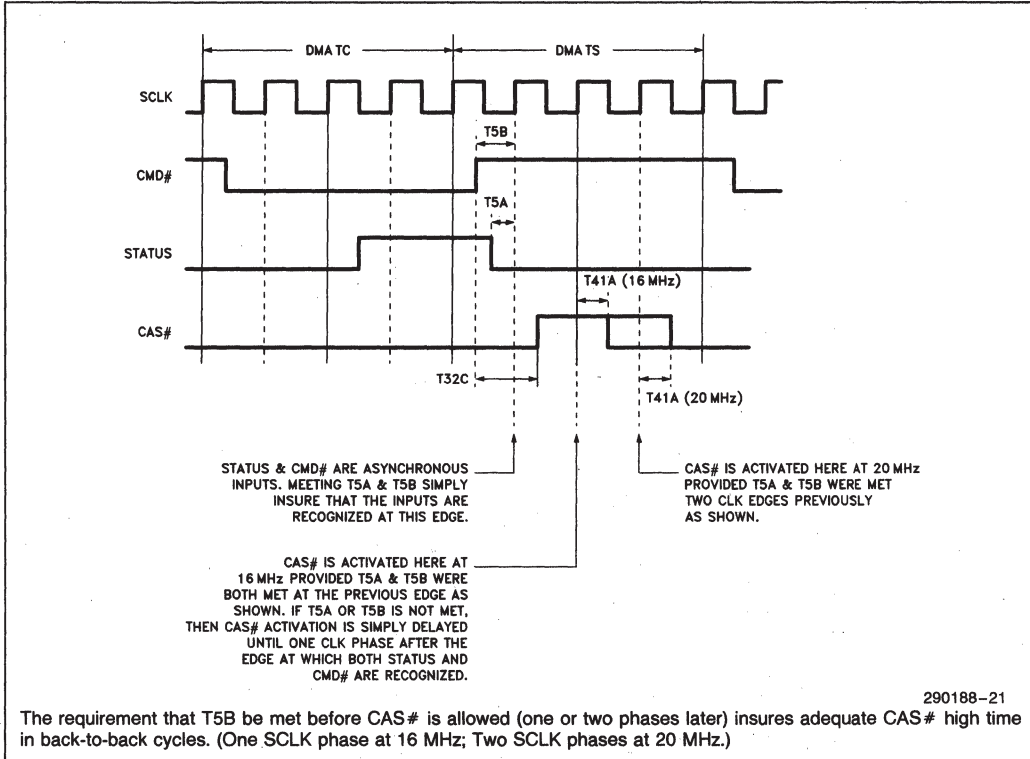 DMA TC
DMA TS
SCLK
T5B
CMD#
T5A
STATUS
T41A (16 MHz)
CAS#
T32C
T41A (20 MHz)
STATUS & CMD# ARE ASYNCHRONOUS
INPUTS. MEETING T5A & T5B SIMPLY
INSURE THAT THE INPUTS ARE
RECOGNIZED AT THIS EDGE.
CAS# IS ACTIVATED HERE AT 20 MHz
PROVIDED T5A & T5B WERE MET
TWO CLK EDGES PREVIOUSLY
AS SHOWN.
CAS# IS ACTIVATED HERE AT
16 MHz PROVIDED T5A & T5B WERE
BOTH MET AT THE PREVIOUS EDGE AS
SHOWN. IF T5A OR T5B IS NOT MET,
THEN CAS# ACTIVATION IS SIMPLY DELAYED
UNTIL ONE CLK PHASE AFTER THE
EDGE AT WHICH BOTH STATUS AND
CMD# ARE RECOGNIZED.
290188–21
The requirement that T5B be met before CAS# is allowed (one or two phases later) insures adequate CAS# high time
in back-to-back cycles. (One SCLK phase at 16 MHz; Two SCLK phases at 20 MHz.)